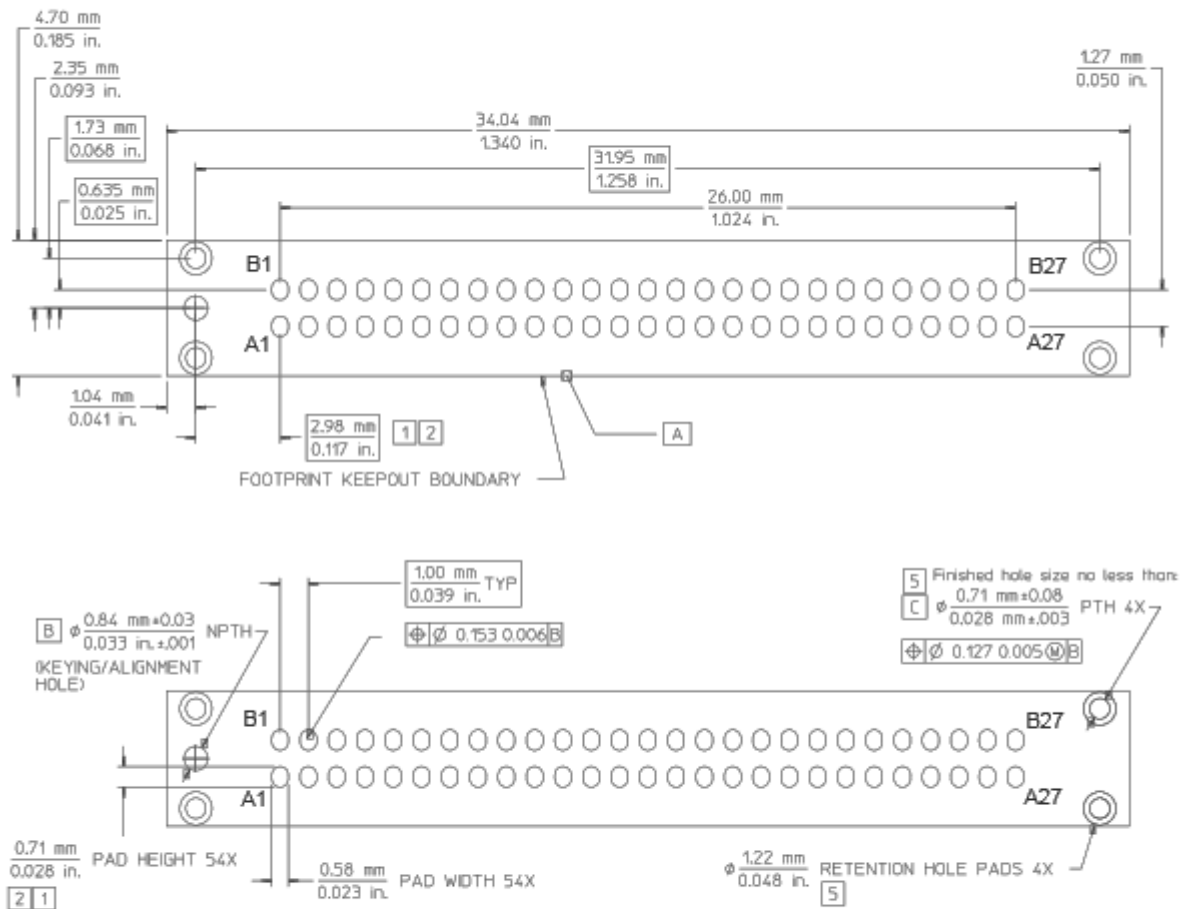 4.70 mm
0.185 in.
2.35 mm
0.093 in.
1.73 mm
0.068 in.
0.635 mm
0.025 in.
1.27 mm
0.050 in.
34.04 mm
1.340 in.
31.95 mm
1.258 in.
26.00 mm
1.024 in.
B1
B27
A1
A27
1.04 mm
0.041 in.
2.98 mm
0.117 in.
1 2
A
FOOTPRINT KEEPOUT BOUNDARY
1.00 mm TYP
0.039 in.
⌖ Ø 0.153 0.006 B
B ø 0.84 mm±0.03 NPTH
0.033 in.±.001
(KEYING/ALIGNMENT
HOLE)
5 Finished hole size no less than:
C ø 0.71 mm±0.08 PTH 4X
0.028 mm±.003
⌖ Ø 0.127 0.005 Ⓜ B
B1
B27
A1
A27
0.71 mm PAD HEIGHT 54X
0.028 in.
2 1
0.58 mm PAD WIDTH 54X
0.023 in.
ø 1.22 mm RETENTION HOLE PADS 4X
0.048 in.
5